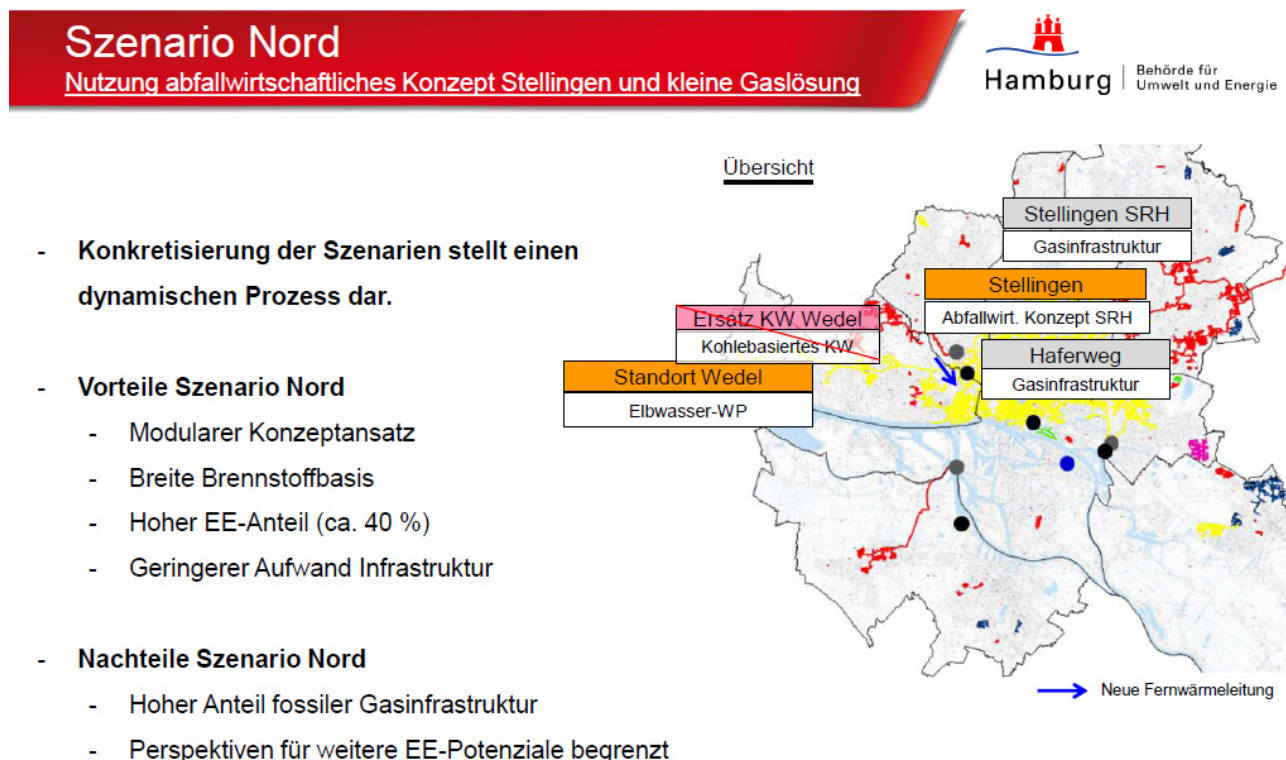 Szenario Nord
Nutzung abfallwirtschaftliches Konzept Stellingen und kleine Gaslösung
Hamburg
Behörde für
Umwelt und Energie
- Konkretisierung der Szenarien stellt einen
dynamischen Prozess dar.
- Vorteile Szenario Nord
- Modularer Konzeptansatz
- Breite Brennstoffbasis
- Hoher EE-Anteil (ca. 40 %)
- Geringerer Aufwand Infrastruktur
- Nachteile Szenario Nord
- Hoher Anteil fossiler Gasinfrastruktur
- Perspektiven für weitere EE-Potenziale begrenzt
Übersicht
Stellingen SRH
Gasinfrastruktur
Stellingen
Abfallwirt. Konzept SRH
Ersatz KW Wedel
Kohlebasiertes KW
Haferweg
Gasinfrastruktur
Standort Wedel
Elbwasser-WP
Neue Fernwärmeleitung